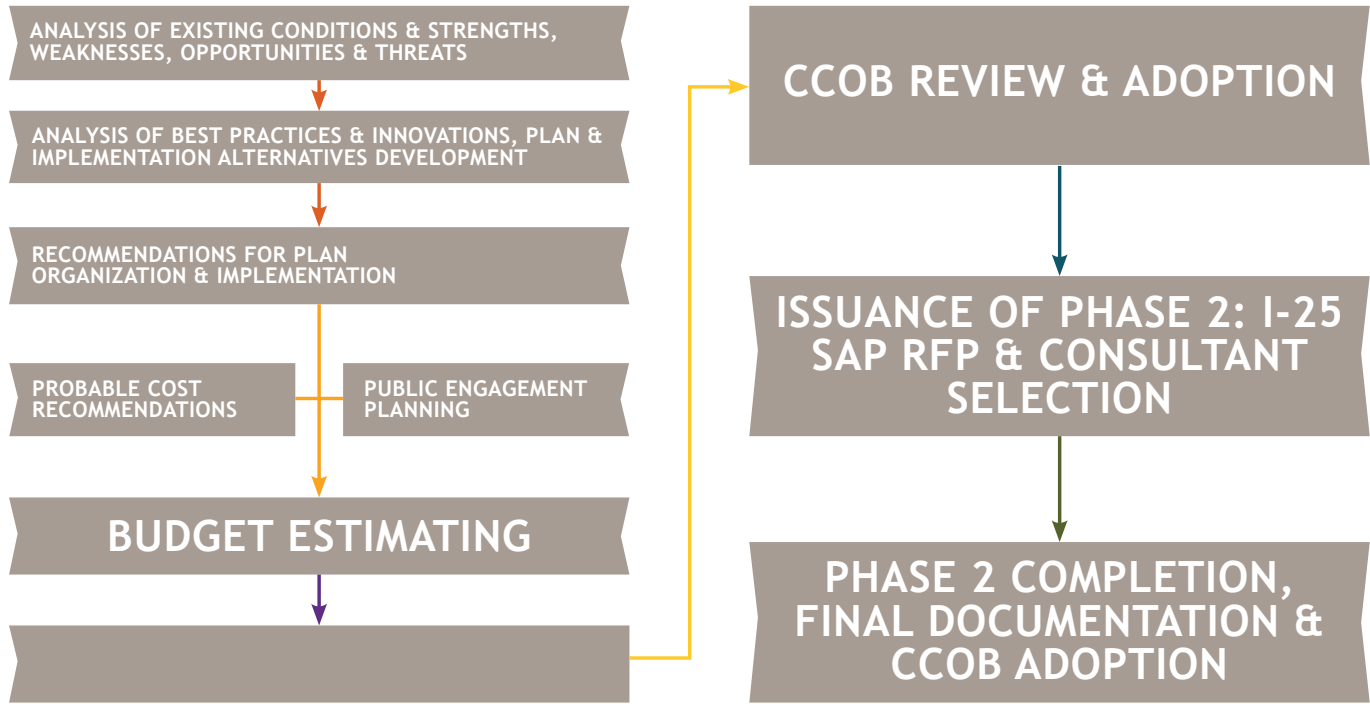 ANALYSIS OF EXISTING CONDITIONS & STRENGTHS,
WEAKNESSES, OPPORTUNITIES & THREATS
ANALYSIS OF BEST PRACTICES & INNOVATIONS, PLAN &
IMPLEMENTATION ALTERNATIVES DEVELOPMENT
RECOMMENDATIONS FOR PLAN
ORGANIZATION & IMPLEMENTATION
PROBABLE COST
RECOMMENDATIONS
PUBLIC ENGAGEMENT
PLANNING
BUDGET ESTIMATING
CCOB REVIEW & ADOPTION
ISSUANCE OF PHASE 2: I-25
SAP RFP & CONSULTANT
SELECTION
PHASE 2 COMPLETION,
FINAL DOCUMENTATION &
CCOB ADOPTION